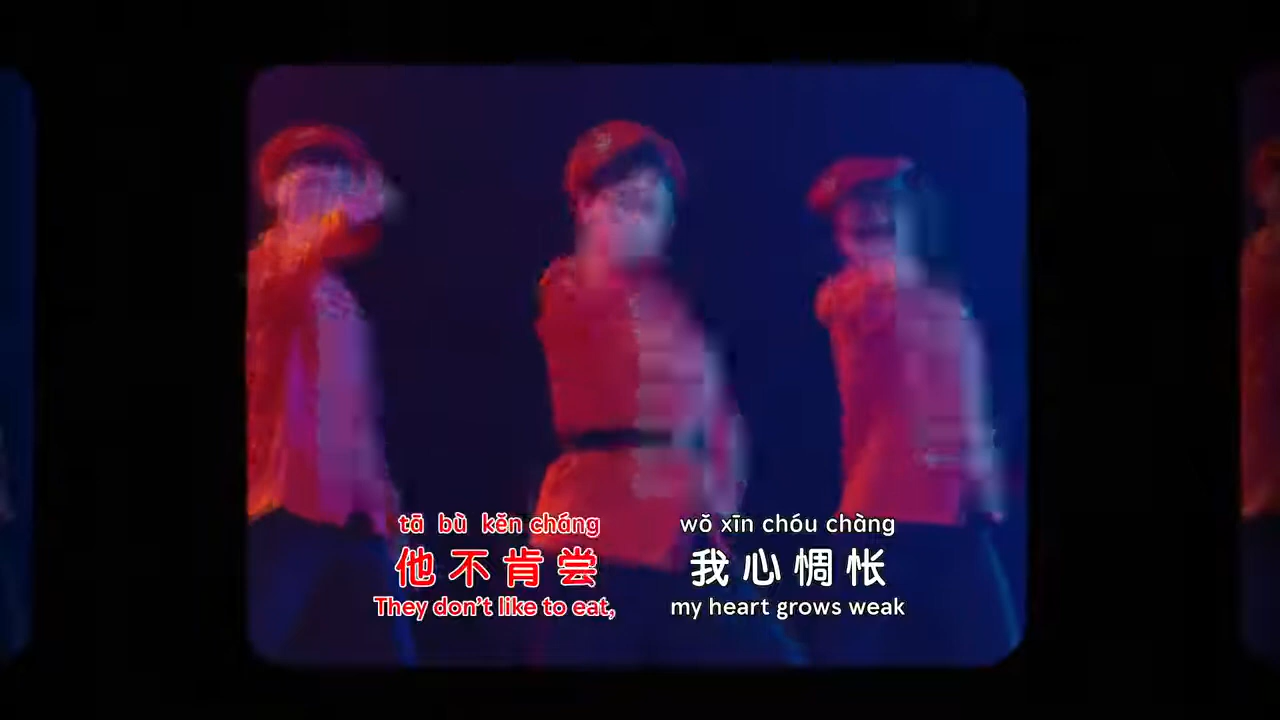 tā bù kěn cháng wǒ xīn chóu chàng
他不肯尝 我心惆怅
They don't like to eat, my heart grows weak